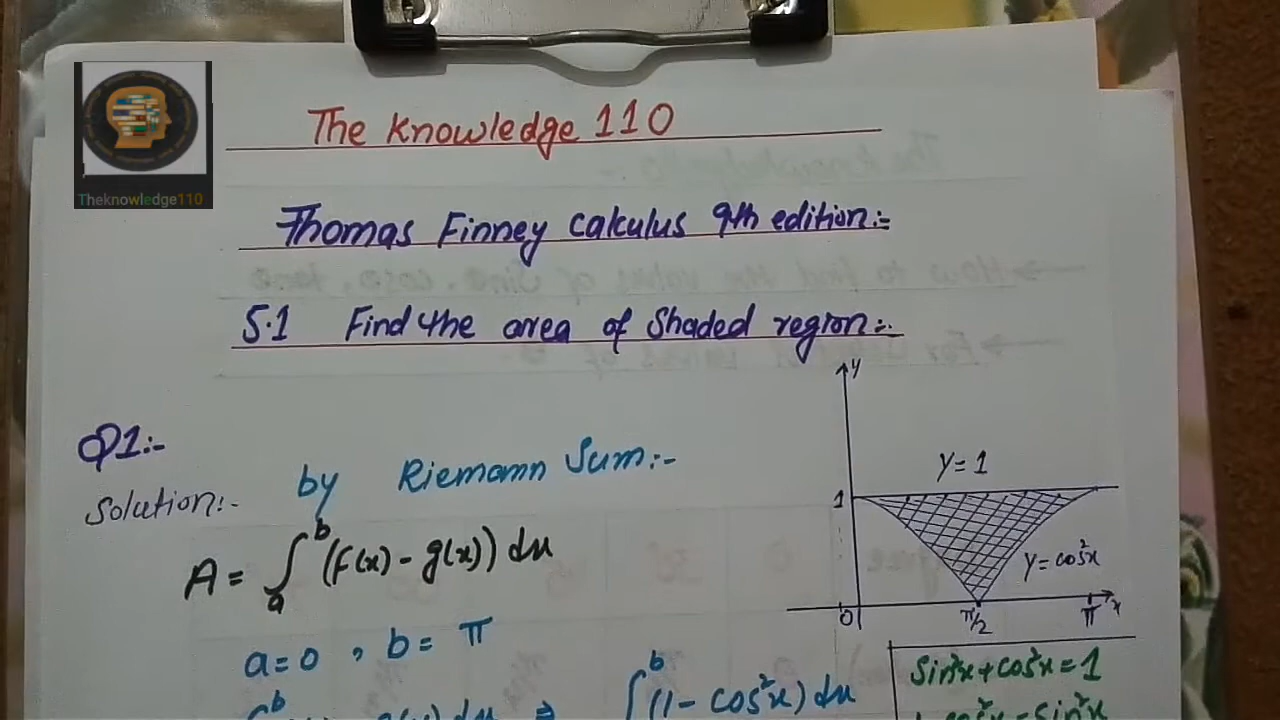 The Knowledge 110
Theknowledge110
Thomas Finney Calculus 9th edition:-
5.1 Find the area of Shaded region:-
Q1:-
Solution:- by Riemann Sum:-
A = ∫ₐᵇ (f(x) - g(x)) dx
a=0 , b= π
∫ᵇ (1 - cos²x) dx
y
y=1
1
y=cos²x
0
π/2
π
x
Sin²x+cos²x=1